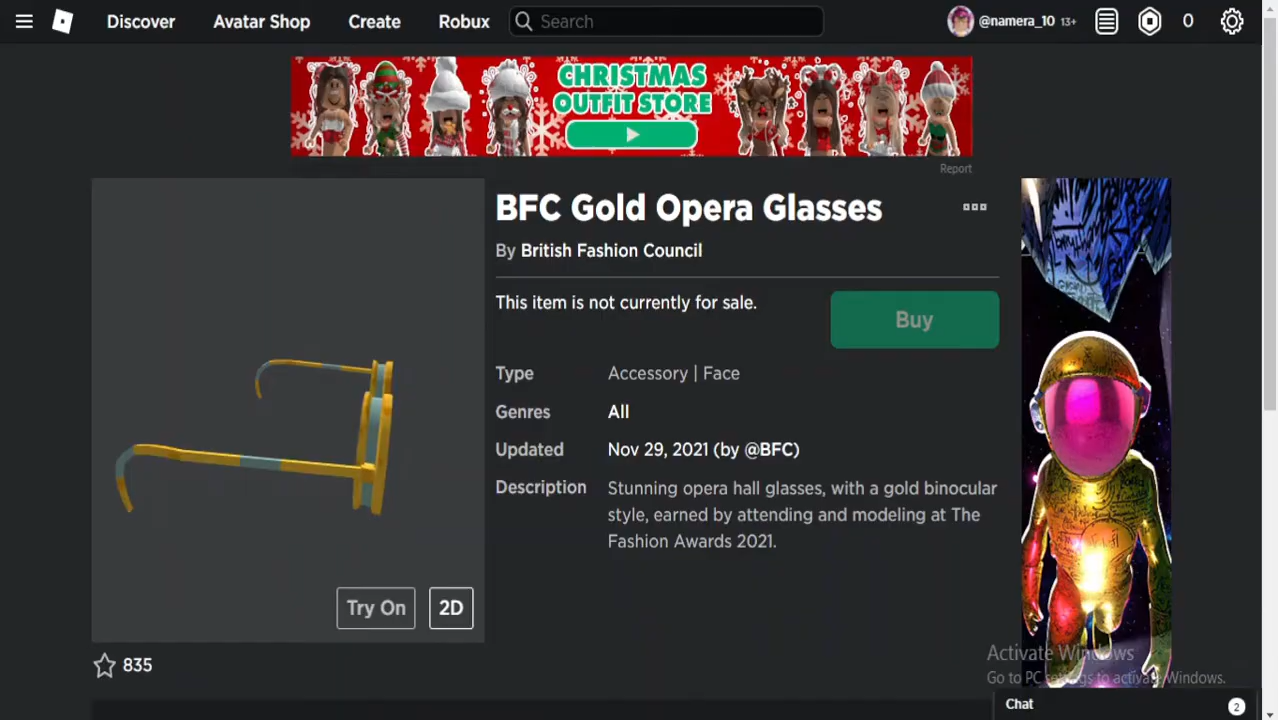 Discover Avatar Shop Create Robux Search @namera_10 13+ 0
CHRISTMAS
OUTFIT STORE
Report
BFC Gold Opera Glasses
By British Fashion Council
This item is not currently for sale.
Buy
Type Accessory | Face
Genres All
Updated Nov 29, 2021 (by @BFC)
Description Stunning opera hall glasses, with a gold binocular
style, earned by attending and modeling at The
Fashion Awards 2021.
Try On 2D
835
Activate Windows
Go to PC settings to activate Windows.
Chat 2